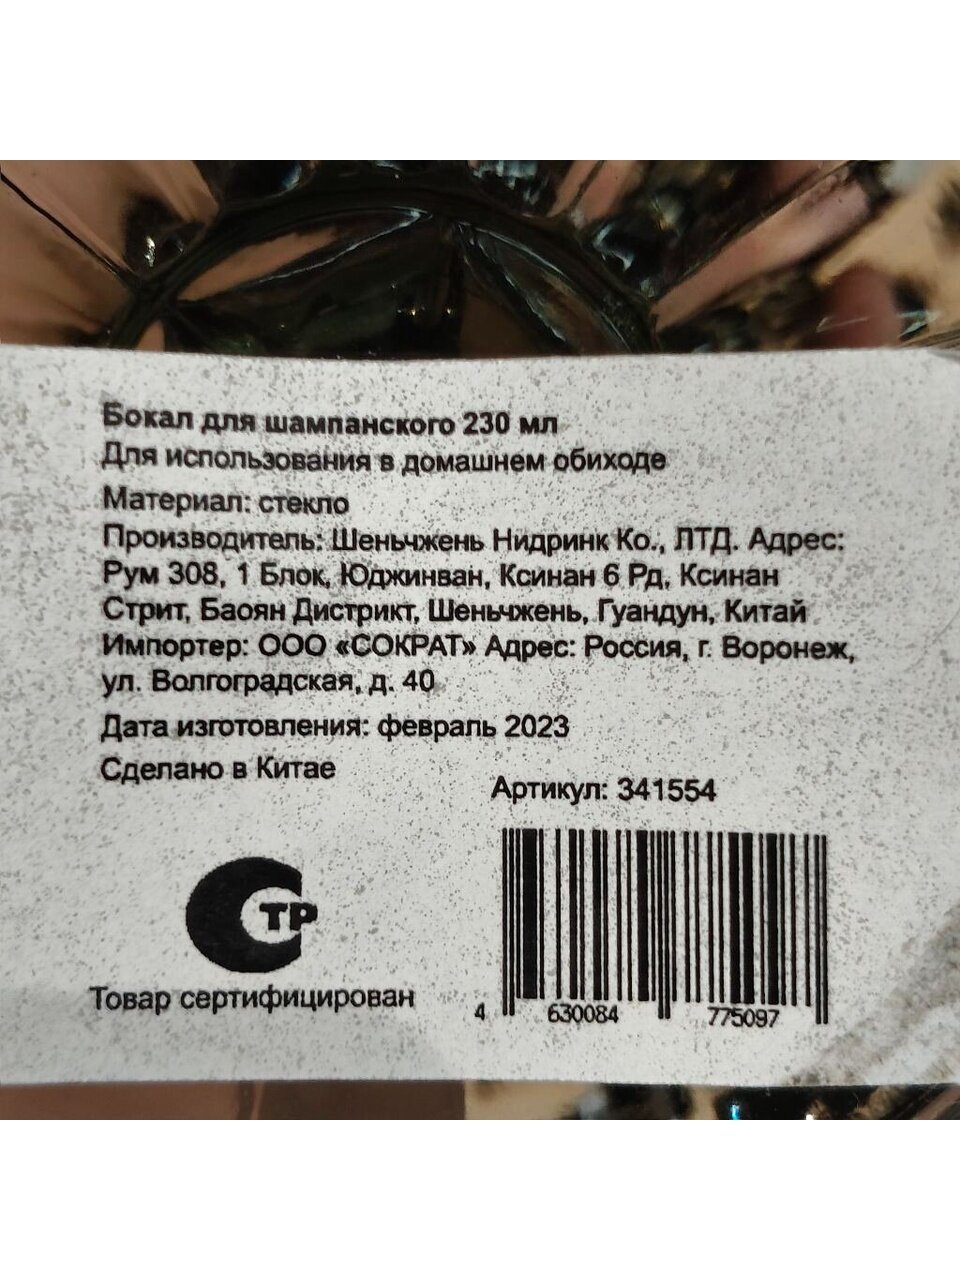 Бокал для шампанского 230 мл
Для использования в домашнем обиходе
Материал: стекло
Производитель: Шеньчжень Нидринк Ко., ЛТД. Адрес:
Рум 308, 1 Блок, Юджинван, Ксинан 6 Рд, Ксинан
Стрит, Баоян Дистрикт, Шеньчжень, Гуандун, Китай
Импортер: ООО «СОКРАТ» Адрес: Россия, г. Воронеж,
ул. Волгоградская, д. 40
Дата изготовления: февраль 2023
Сделано в Китае
Артикул: 341554
СТР
Товар сертифицирован
4 630084 775097